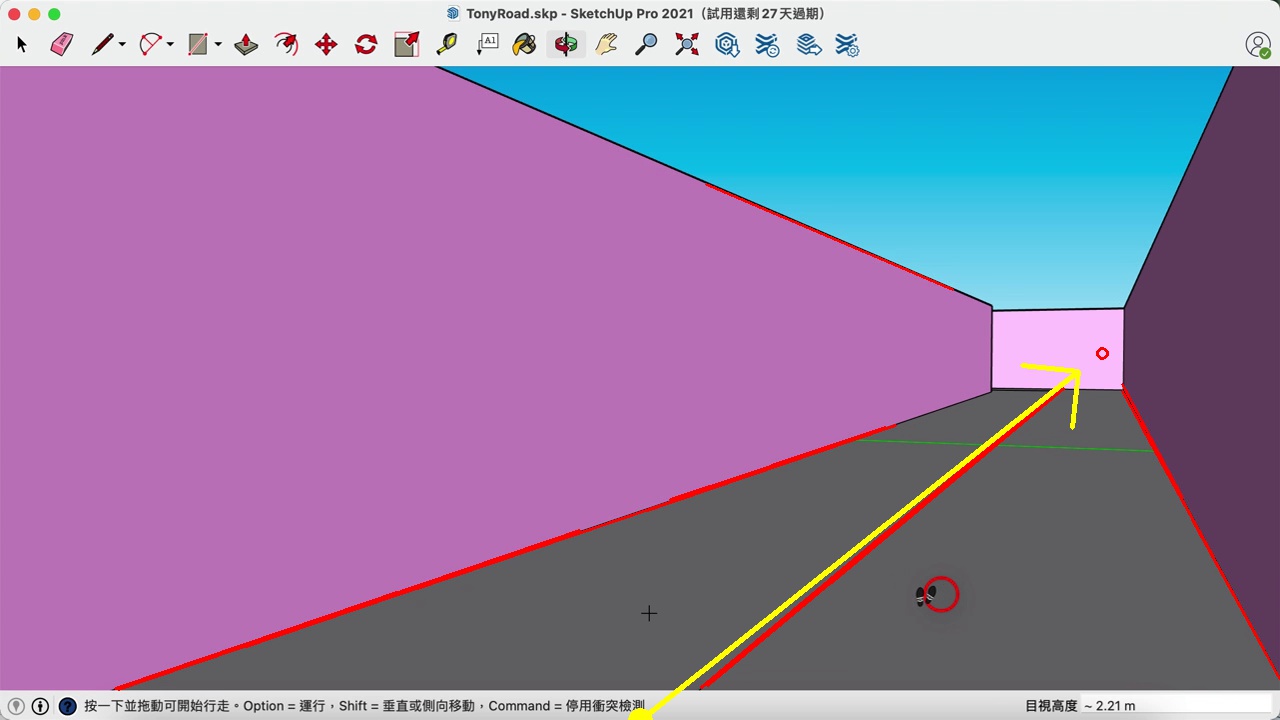 TonyRoad.skp - SketchUp Pro 2021（試用還剩 27 天過期）
A1
按一下並拖動可開始行走。Option = 運行，Shift = 垂直或側向移動，Command = 停用衝突檢測
目視高度 ~ 2.21 m